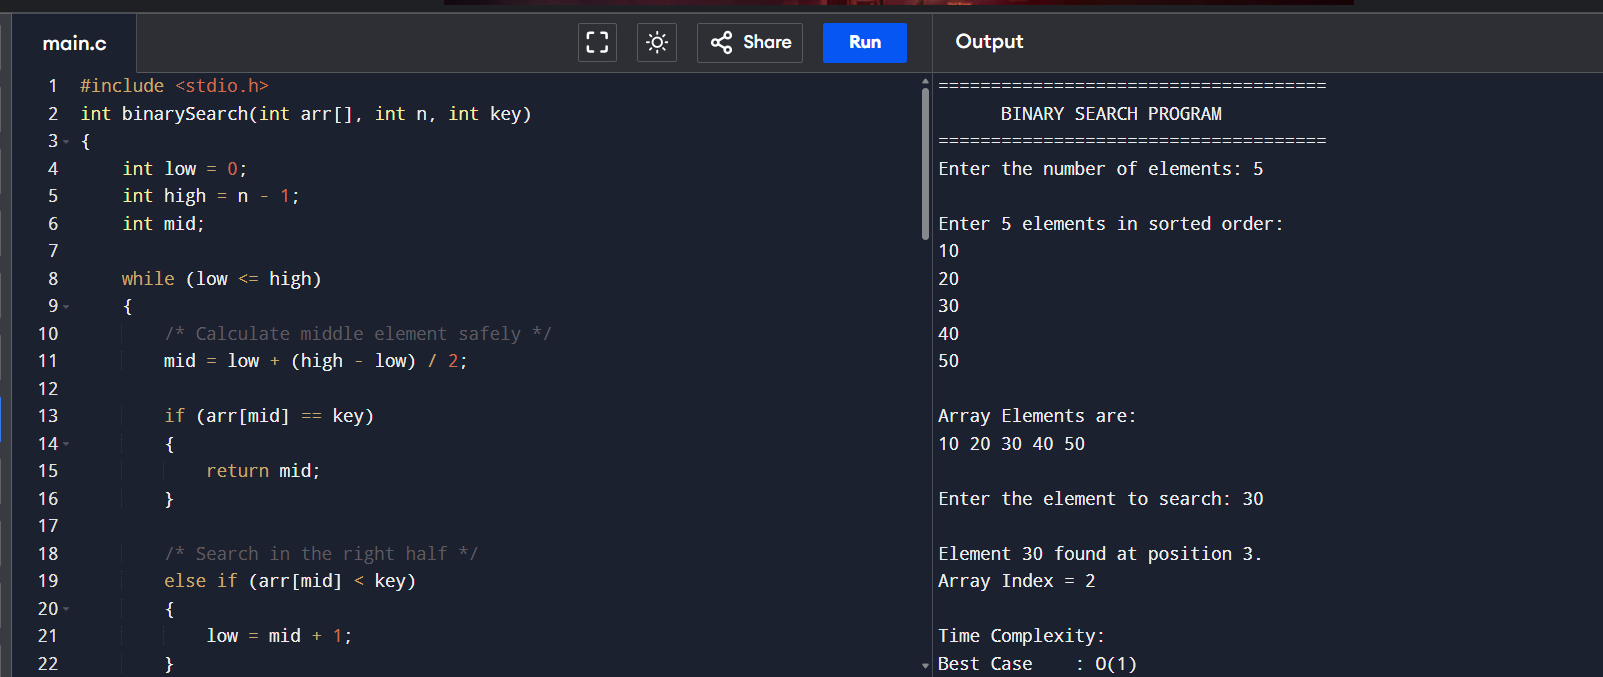 main.c
Share
Run
Output
1 #include <stdio.h>
2 int binarySearch(int arr[], int n, int key)
3 {
4 int low = 0;
5 int high = n - 1;
6 int mid;
7
8 while (low <= high)
9 {
10 /* Calculate middle element safely */
11 mid = low + (high - low) / 2;
12
13 if (arr[mid] == key)
14 {
15 return mid;
16 }
17
18 /* Search in the right half */
19 else if (arr[mid] < key)
20 {
21 low = mid + 1;
22 }
=====================================
BINARY SEARCH PROGRAM
=====================================
Enter the number of elements: 5
Enter 5 elements in sorted order:
10
20
30
40
50
Array Elements are:
10 20 30 40 50
Enter the element to search: 30
Element 30 found at position 3.
Array Index = 2
Time Complexity:
Best Case : O(1)